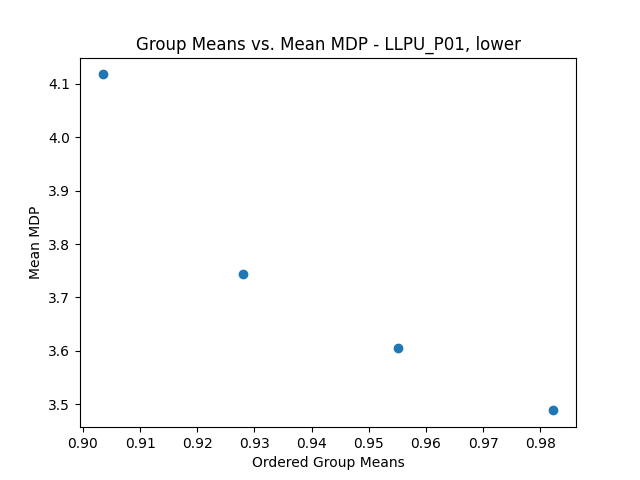 Group Means vs. Mean MDP - LLPU_P01, lower
4.1
4.0
3.9
3.8
3.7
3.6
3.5
Mean MDP
0.90 0.91 0.92 0.93 0.94 0.95 0.96 0.97 0.98
Ordered Group Means